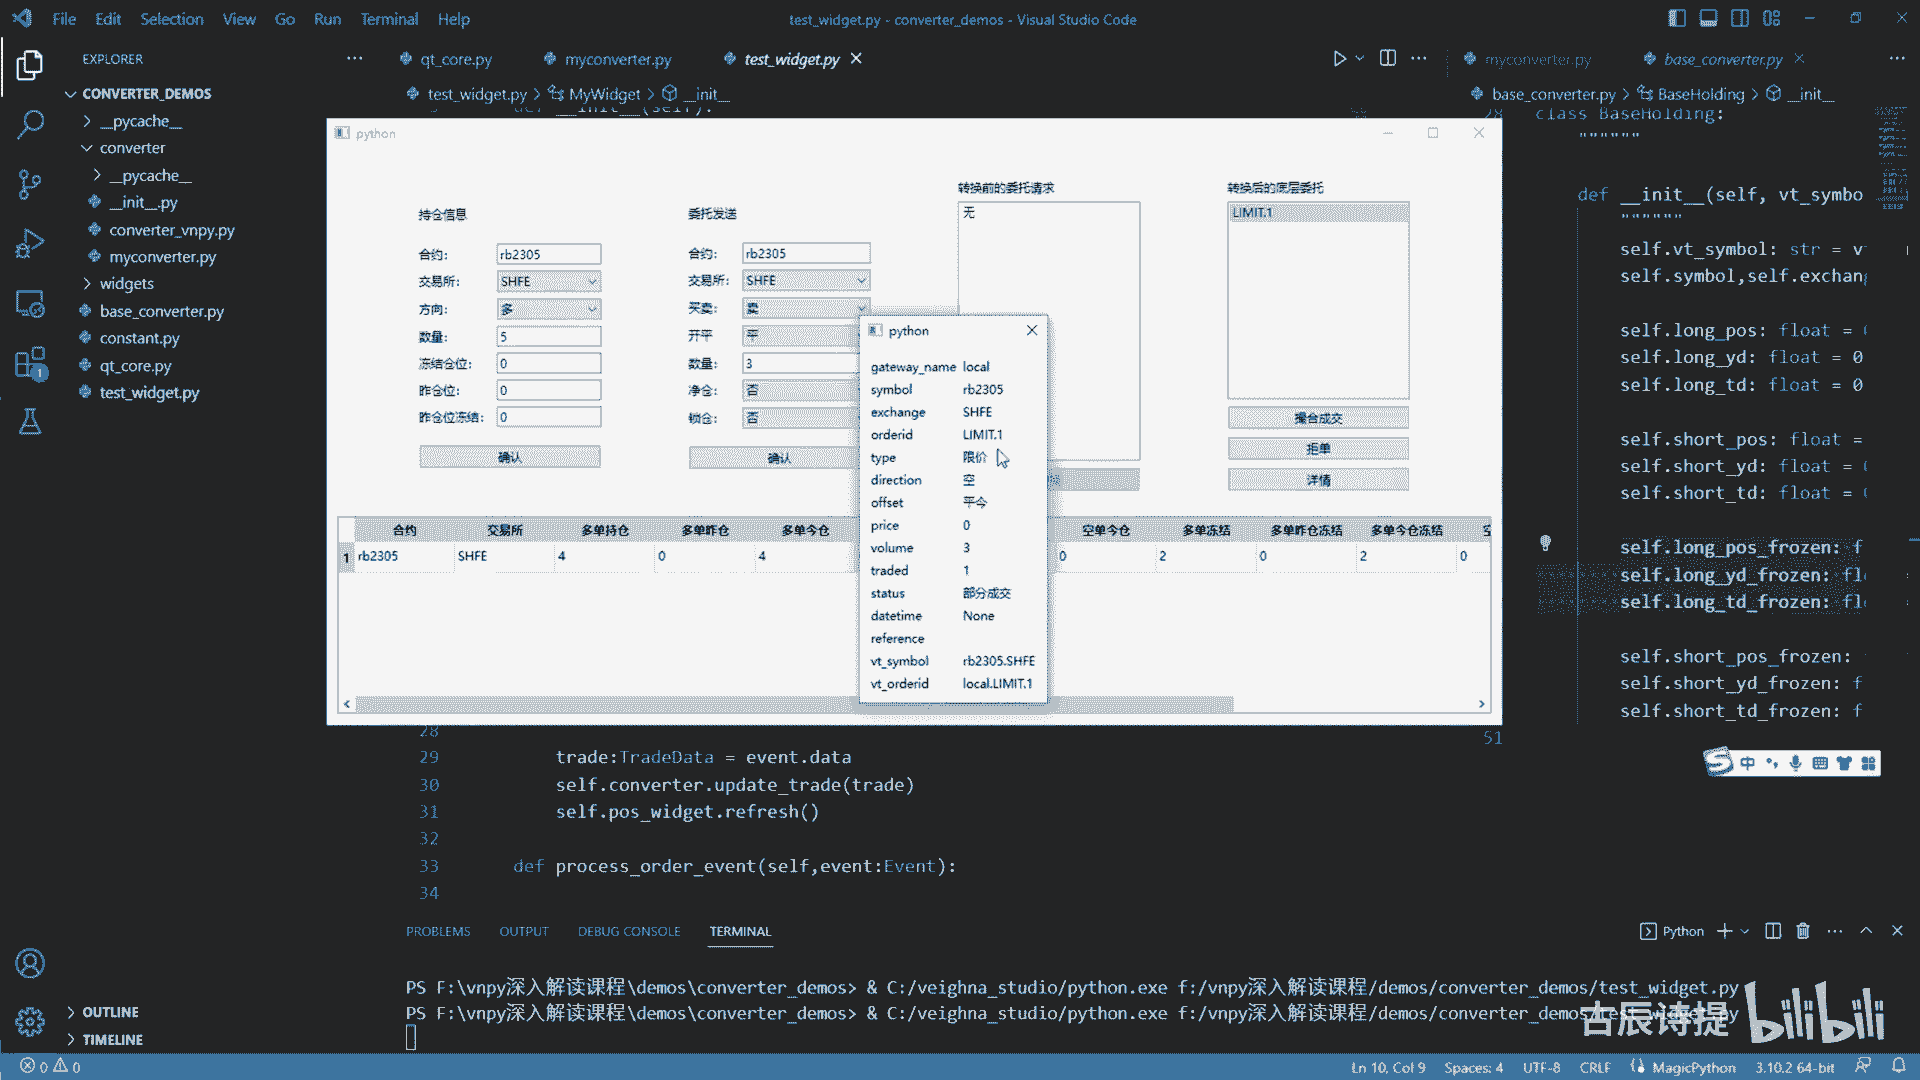 File Edit Selection View Go Run Terminal Help
test_widget.py - converter_demos - Visual Studio Code
EXPLORER
CONVERTER_DEMOS
__pycache__
converter
__pycache__
__init__.py
converter_vnpy.py
myconverter.py
widgets
base_converter.py
constant.py
qt_core.py
test_widget.py
OUTLINE
TIMELINE
qt_core.py
myconverter.py
test_widget.py
test_widget.py > MyWidget > __init__
myconverter.py
base_converter.py
base_converter.py > BaseHolding > __init__
python
持仓信息
合约: rb2305
交易所: SHFE
方向: 多
数量: 5
冻结仓位: 0
昨仓位: 0
昨仓位冻结: 0
确认
委托发送
合约: rb2305
交易所: SHFE
买卖: 卖
开平 平
数量: 3
净仓: 否
锁仓: 否
确认
转换前的委托请求
无
转换后的底层委托
LIMIT.1
撮合成交
拒单
详情
python
gateway_name local
symbol rb2305
exchange SHFE
orderid LIMIT.1
type 限价
direction 空
offset 平今
price 0
volume 3
traded 1
status 部分成交
datetime None
reference
vt_symbol rb2305.SHFE
vt_orderid local.LIMIT.1
合约 交易所 多单持仓 多单昨仓 多单今仓 空单今仓 多单冻结 多单昨仓冻结 多单今仓冻结
1 rb2305 SHFE 4 0 4 0 2 0 2 0
28
29 trade:TradeData = event.data
30 self.converter.update_trade(trade)
31 self.pos_widget.refresh()
32
33 def process_order_event(self,event:Event):
34
28 class BaseHolding:
""""""
def __init__(self, vt_symbo
""""""
self.vt_symbol: str = v
self.symbol,self.exchan
self.long_pos: float =
self.long_yd: float = 0
self.long_td: float = 0
self.short_pos: float =
self.short_yd: float =
self.short_td: float =
self.long_pos_frozen: f
self.long_yd_frozen: fl
self.long_td_frozen: fl
self.short_pos_frozen:
self.short_yd_frozen: f
self.short_td_frozen: f
51
中
PROBLEMS OUTPUT DEBUG CONSOLE TERMINAL
Python
PS F:\vnpy深入解读课程\demos\converter_demos> & C:/veighna_studio/python.exe f:/vnpy深入解读课程/demos/converter_demos/test_widget.py
PS F:\vnpy深入解读课程\demos\converter_demos> & C:/veighna_studio/python.exe f:/vnpy深入解读课程/demos/converter_demos/test_widget.py
古辰诗提 bilibili
0 0
Ln 10, Col 9 Spaces: 4 UTF-8 CRLF MagicPython 3.10.2 64-bit